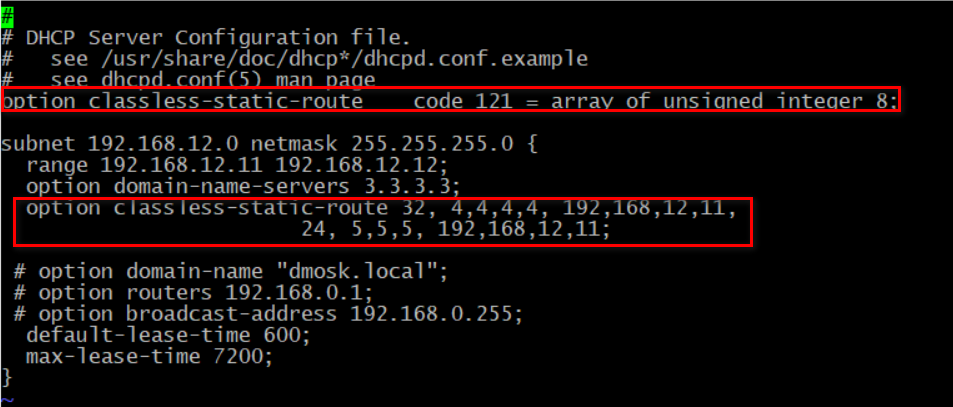 #
# DHCP Server Configuration file.
#   see /usr/share/doc/dhcp*/dhcpd.conf.example
#   see dhcpd.conf(5) man page
option classless-static-route    code 121 = array of unsigned integer 8;
subnet 192.168.12.0 netmask 255.255.255.0 {
  range 192.168.12.11 192.168.12.12;
  option domain-name-servers 3.3.3.3;
  option classless-static-route 32, 4,4,4,4, 192,168,12,11,
                        24, 5,5,5, 192,168,12,11;
 # option domain-name "dmosk.local";
 # option routers 192.168.0.1;
 # option broadcast-address 192.168.0.255;
  default-lease-time 600;
  max-lease-time 7200;
}
~